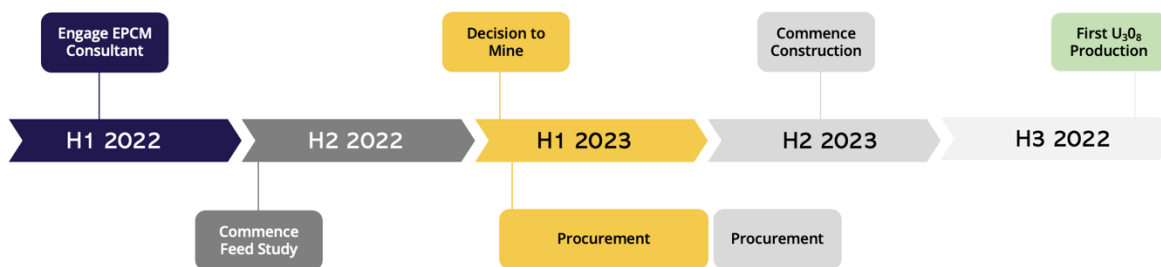 Engage EPCM
Consultant
Decision to
Mine
Commence
Construction
First U₃0₈
Production
H1 2022
H2 2022
H1 2023
H2 2023
H3 2022
Commence
Feed Study
Procurement
Procurement